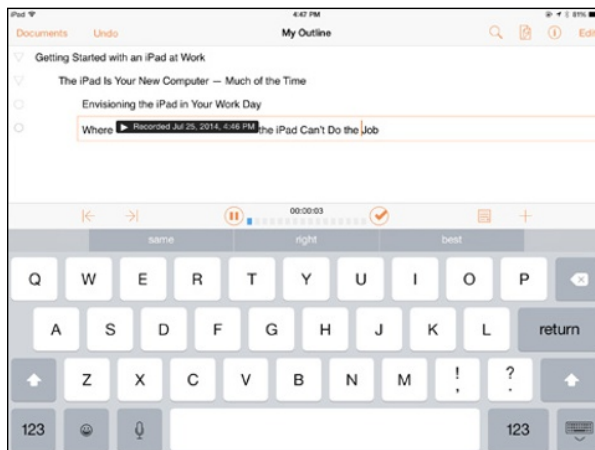 iPad 4:47 PM 81%
Documents Undo My Outline Edit
Getting Started with an iPad at Work
The iPad Is Your New Computer — Much of the Time
Envisioning the iPad in Your Work Day
Where Recorded Jul 25, 2014, 4:46 PM the iPad Can't Do the Job
00:00:03
same right best
Q W E R T Y U I O P
A S D F G H J K L return
Z X C V B N M ! , ? .
123 123